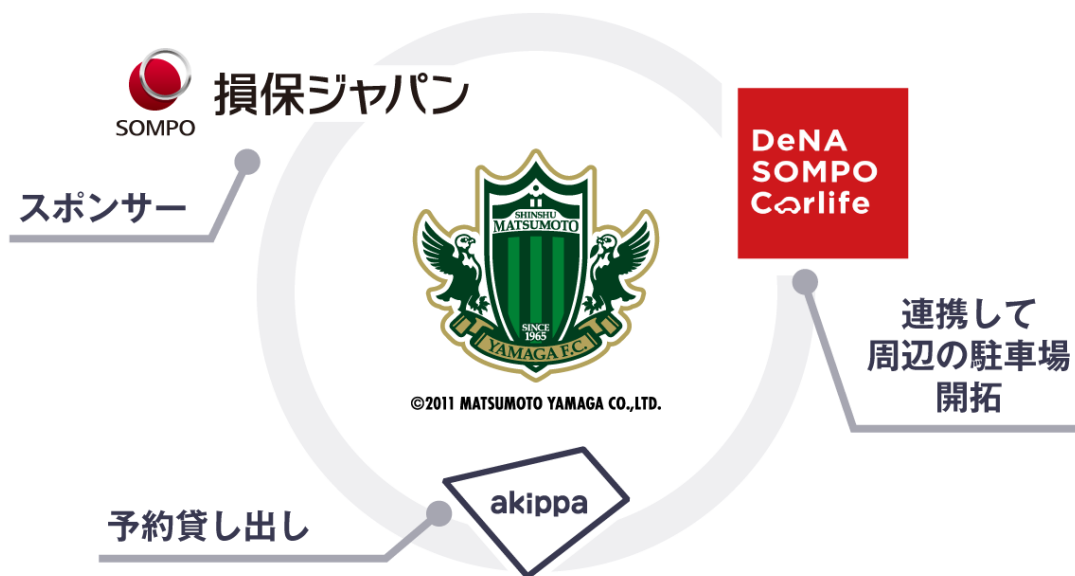 SOMPO
損保ジャパン
スポンサー
DeNA
SOMPO
Carlife
連携して
周辺の駐車場
開拓
SHINSHU
MATSUMOTO
SINCE
1965
YAMAGA F.C.
©2011 MATSUMOTO YAMAGA CO.,LTD.
akippa
予約貸し出し